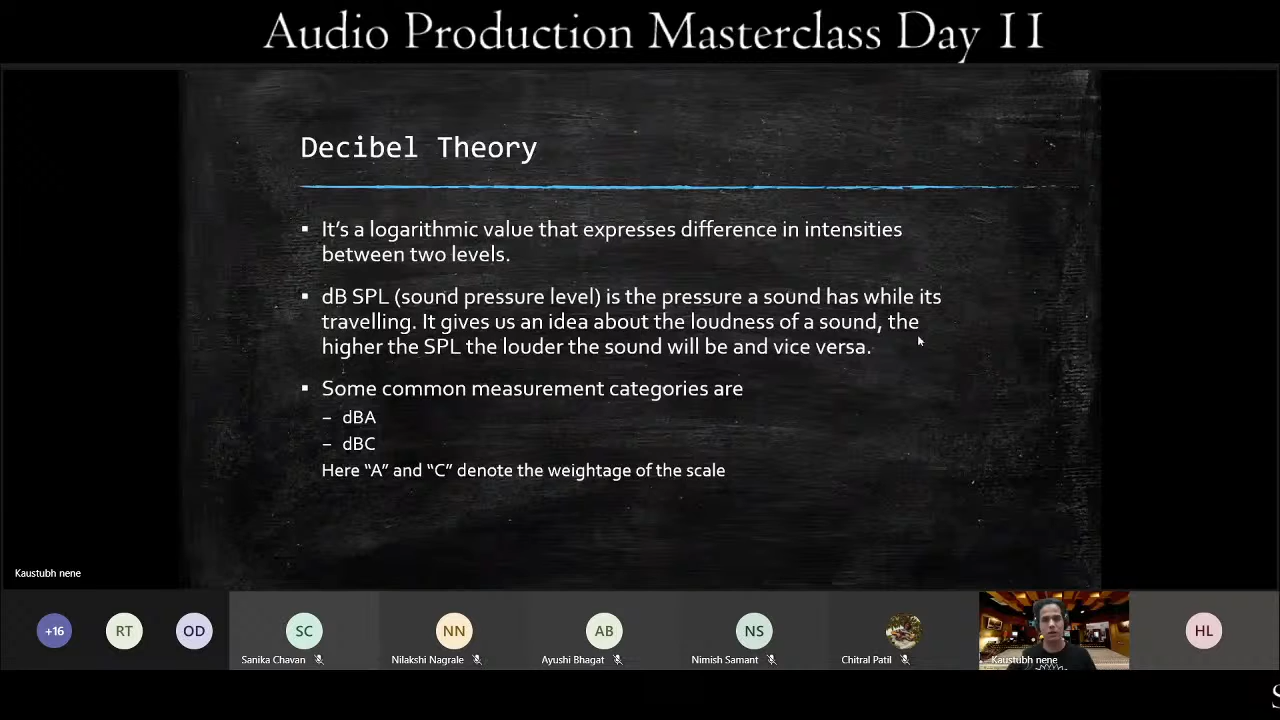 Audio Production Masterclass Day 11
Decibel Theory
▪ It's a logarithmic value that expresses difference in intensities
between two levels.
▪ dB SPL (sound pressure level) is the pressure a sound has while its
travelling. It gives us an idea about the loudness of a sound, the
higher the SPL the louder the sound will be and vice versa.
▪ Some common measurement categories are
– dBA
– dBC
Here “A” and “C” denote the weightage of the scale
Kaustubh nene
+16
RT
OD
SC
NN
AB
NS
HL
Sanika Chavan
Nilakshi Nagrale
Ayushi Bhagat
Nimish Samant
Chitral Patil
Kaustubh nene